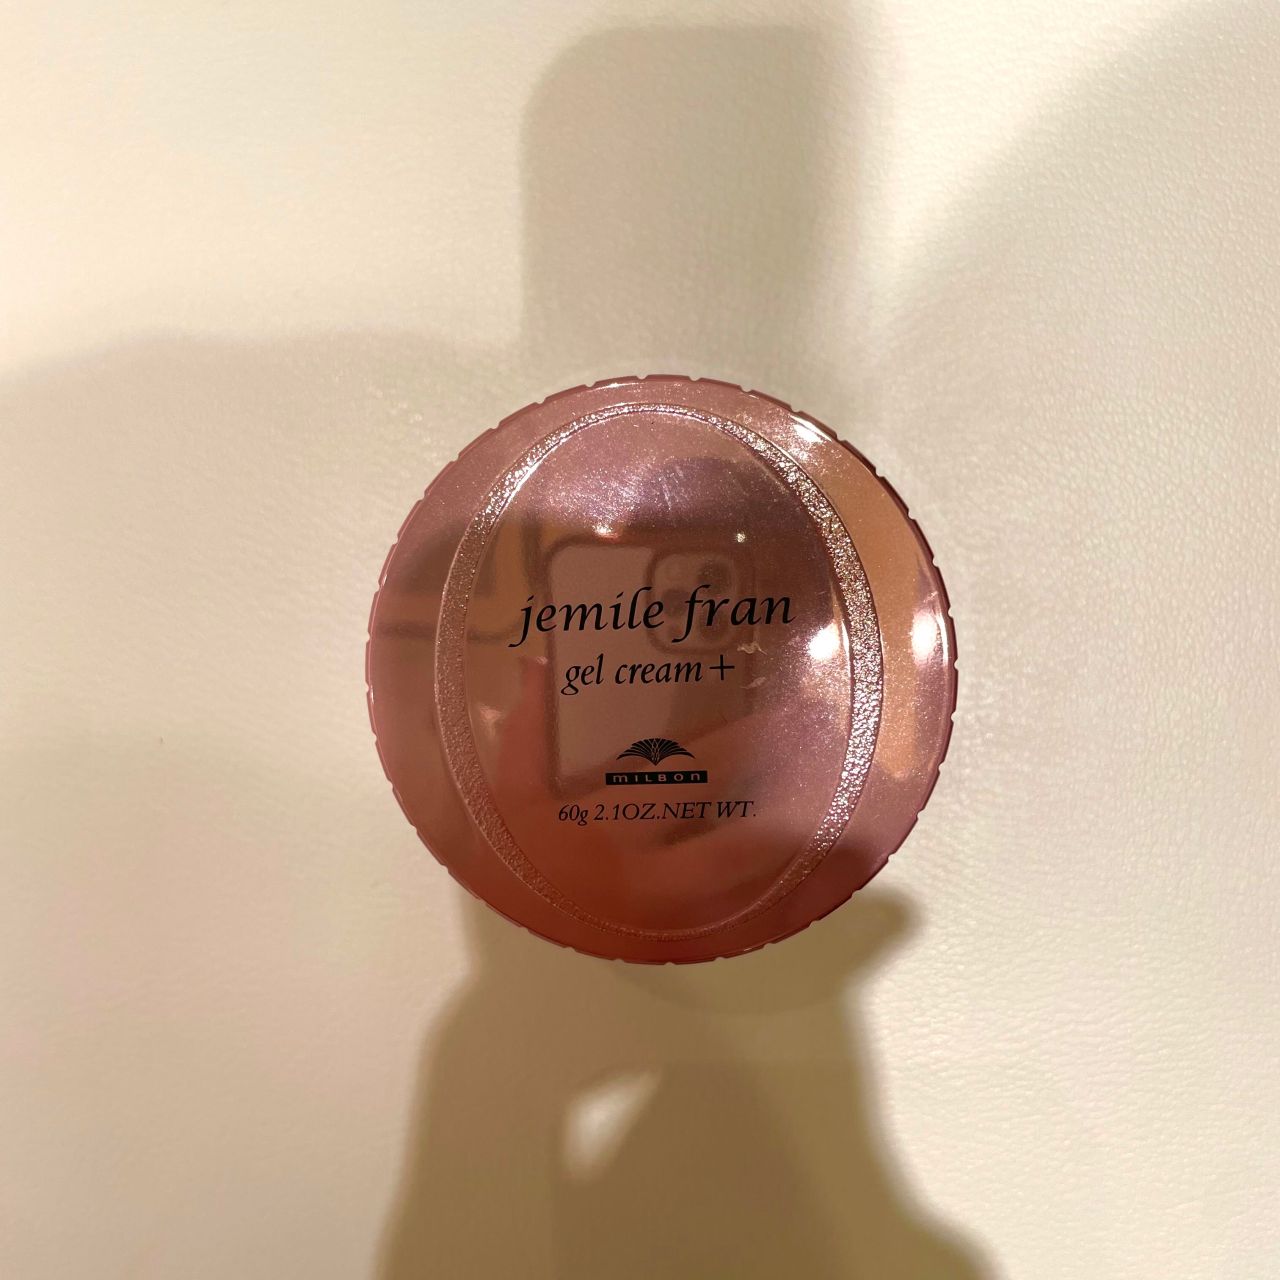 jemile fran
gel cream+
MILBON
60g 2.1OZ.NET WT.